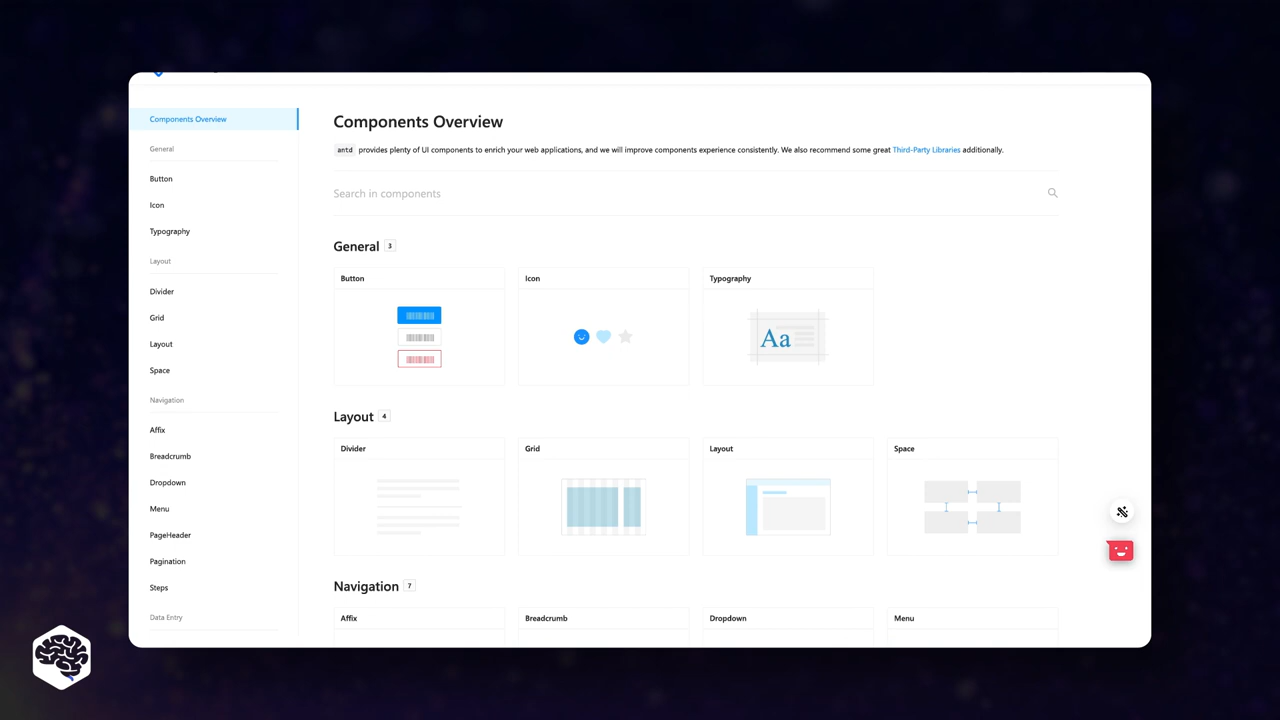 Components Overview
General
Button
Icon
Typography
Layout
Divider
Grid
Layout
Space
Navigation
Affix
Breadcrumb
Dropdown
Menu
PageHeader
Pagination
Steps
Data Entry
Components Overview
antd provides plenty of UI components to enrich your web applications, and we will improve components experience consistently. We also recommend some great Third-Party Libraries additionally.
Search in components
General 3
Button
Icon
Typography
Aa
Layout 4
Divider
Grid
Layout
Space
Navigation 7
Affix
Breadcrumb
Dropdown
Menu